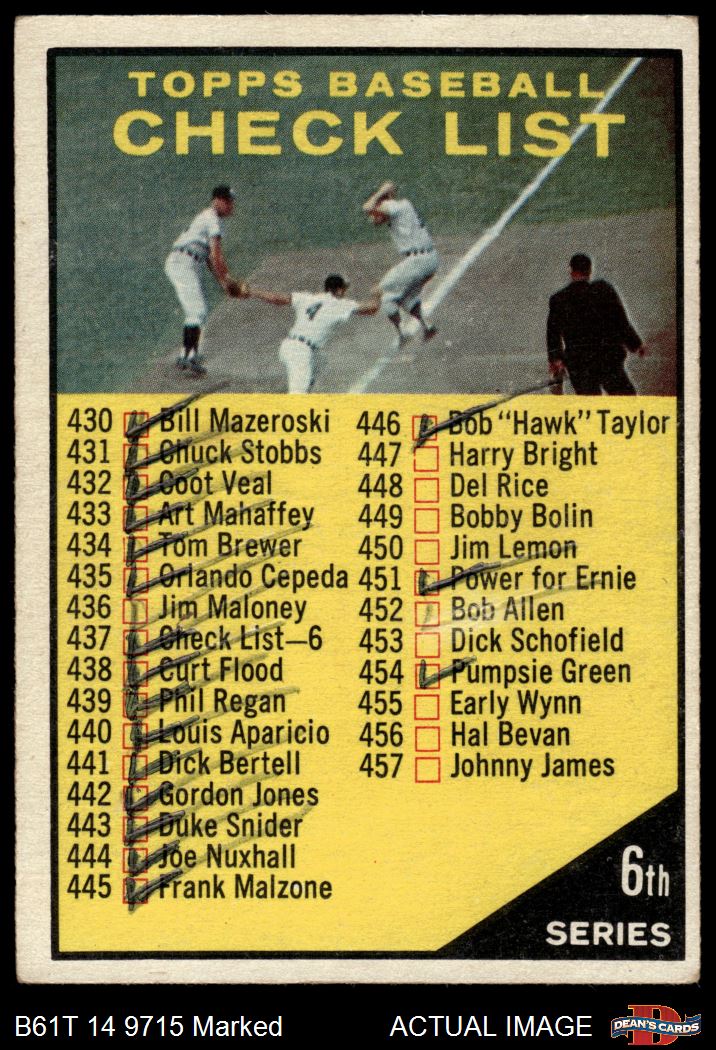 TOPPS BASEBALL
CHECK LIST
4
430 Bill Mazeroski
431 Chuck Stobbs
432 Coot Veal
433 Art Mahaffey
434 Tom Brewer
435 Orlando Cepeda
436 Jim Maloney
437 Check List—6
438 Curt Flood
439 Phil Regan
440 Louis Aparicio
441 Dick Bertell
442 Gordon Jones
443 Duke Snider
444 Joe Nuxhall
445 Frank Malzone
446 Bob "Hawk" Taylor
447 Harry Bright
448 Del Rice
449 Bobby Bolin
450 Jim Lemon
451 Power for Ernie
452 Bob Allen
453 Dick Schofield
454 Pumpsie Green
455 Early Wynn
456 Hal Bevan
457 Johnny James
6th
SERIES
B61T 14 9715 Marked
ACTUAL IMAGE
D
DEAN'S CARDS